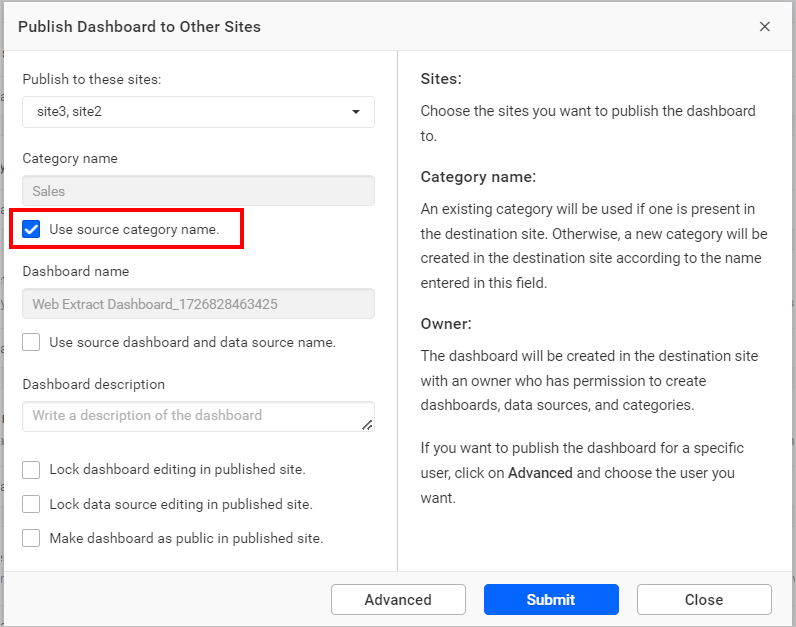 Publish Dashboard to Other Sites
Publish to these sites:
site3, site2
Category name
Sales
Use source category name.
Dashboard name
Web Extract Dashboard_1726828463425
Use source dashboard and data source name.
Dashboard description
Write a description of the dashboard
Lock dashboard editing in published site.
Lock data source editing in published site.
Make dashboard as public in published site.
Sites:
Choose the sites you want to publish the dashboard
to.
Category name:
An existing category will be used if one is present in
the destination site. Otherwise, a new category will be
created in the destination site according to the name
entered in this field.
Owner:
The dashboard will be created in the destination site
with an owner who has permission to create
dashboards, data sources, and categories.
If you want to publish the dashboard for a specific
user, click on Advanced and choose the user you
want.
Advanced
Submit
Close